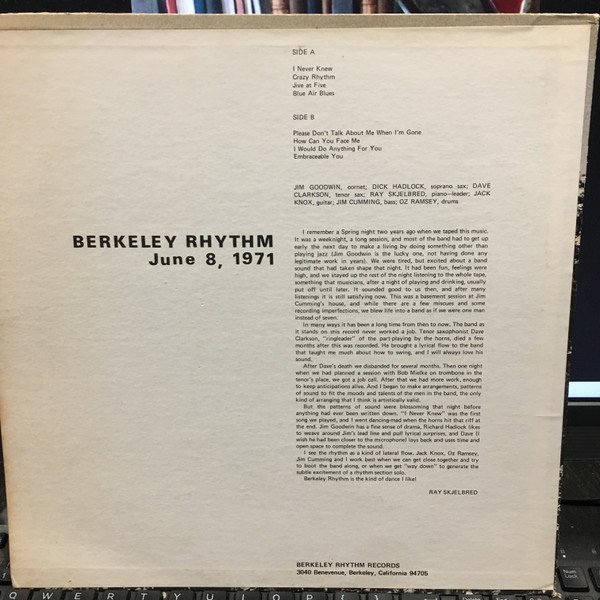 SIDE A
I Never Knew
Crazy Rhythm
Jive at Five
Blue Air Blues
SIDE B
Please Don't Talk About Me When I'm Gone
How Can You Face Me
I Would Do Anything For You
Embraceable You
JIM GOODWIN, cornet; DICK HADLOCK, soprano sax; DAVE
CLARKSON, tenor sax; RAY SKJELBRED, piano—leader; JACK
KNOX, guitar; JIM CUMMING, bass; OZ RAMSEY, drums
BERKELEY RHYTHM
June 8, 1971
I remember a Spring night two years ago when we taped this music.
It was a weeknight, a long session, and most of the band had to get up
early the next day to make a living by doing something other than
playing jazz (Jim Goodwin is the lucky one, not having done any
legitimate work in years). We were tired, but excited about a band
sound that had taken shape that night. It had been fun, feelings were
high, and we stayed up the rest of the night listening to the whole tape,
something that musicians, after a night of playing and drinking, usually
put off until later. It sounded good to us then, and after many
listenings it is still satisfying now. This was a basement session at Jim
Cumming's house, and while there are a few miscues and some
recording imperfections, we blew life into a band as if we were one man
instead of seven.
In many ways it has been a long time from then to now. The band as
it stands on this record never worked a job. Tenor saxophonist Dave
Clarkson, "ringleader" of the part-playing by the horns, died a few
months after this was recorded. He brought a lyrical flow to the band
that taught me much about how to swing, and I will always love his
sound.
After Dave's death we disbanded for several months. Then one night
when we had planned a session with Bob Mielke on trombone in the
tenor's place, we got a job call. After that we had more work, enough
to keep anticipations alive. And I began to make arrangements, patterns
of sound to fit the moods and talents of the men in the band, the only
kind of arranging that I think is artistically valid.
But the patterns of sound were blossoming that night before
anything had ever been written down. "I Never Knew" was the first
song we played, and I went dancing-mad when the horns hit that riff at
the end. Jim Goodwin has a fine sense of drama, Richard Hadlock likes
to weave around Jim's lead line and pull lyrical surprises, and Dave (I
wish he had been closer to the microphone) lays back and uses time and
open space to complete the sound.
I see the rhythm as a kind of lateral flow. Jack Knox, Oz Ramsey,
Jim Cumming and I work best when we can get close together and try
to boot the band along, or when we get "way down" to generate the
subtle excitement of a rhythm section solo.
Berkeley Rhythm is the kind of dance I like!
RAY SKJELBRED
BERKELEY RHYTHM RECORDS
3040 Benevenue, Berkeley, California 94705
Num
Lock
Q W E R T Y U I O P